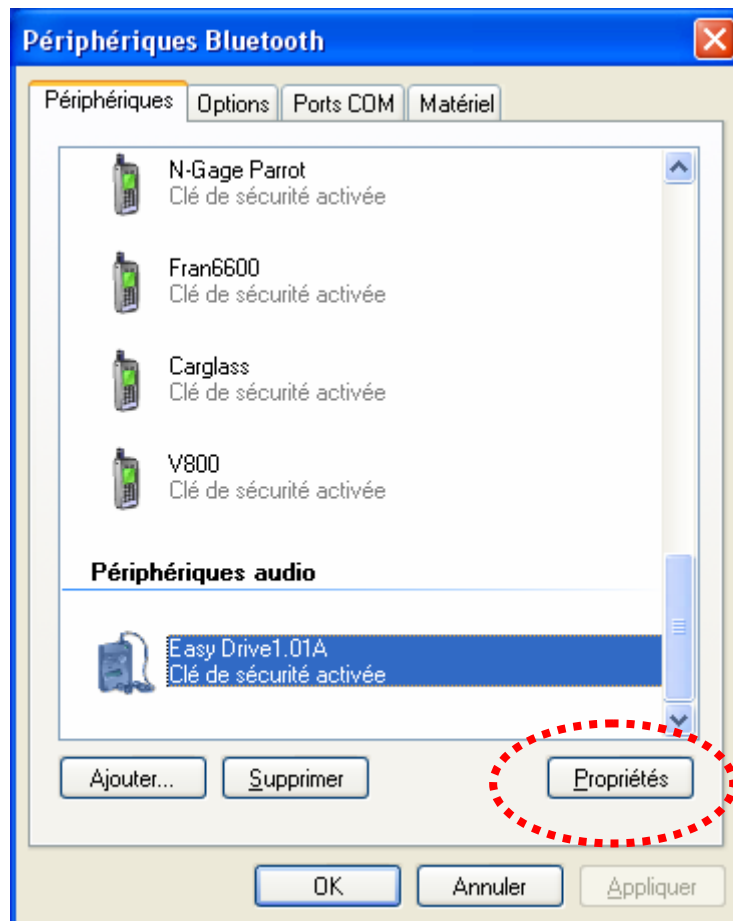 Périphériques Bluetooth
Périphériques Options Ports COM Matériel
N-Gage Parrot
Clé de sécurité activée
Fran6600
Clé de sécurité activée
Carglass
Clé de sécurité activée
V800
Clé de sécurité activée
Périphériques audio
Easy Drive1.01A
Clé de sécurité activée
Ajouter... Supprimer Propriétés
OK Annuler Appliquer